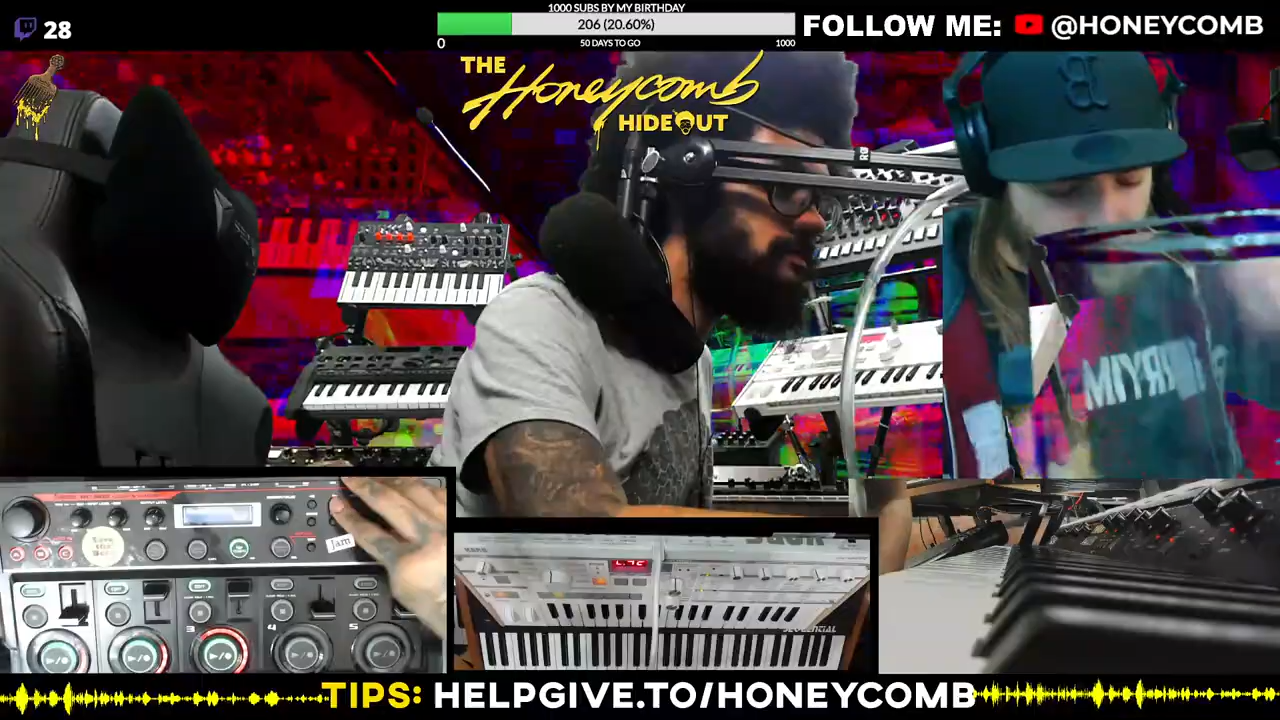 28
1000 SUBS BY MY BIRTHDAY
206 (20.60%)
0
50 DAYS TO GO
1000
FOLLOW ME: @HONEYCOMB
THE
Honeycomb
HIDEOUT
Jam
KORG
SEQUENTIAL
TIPS: HELPGIVE.TO/HONEYCOMB